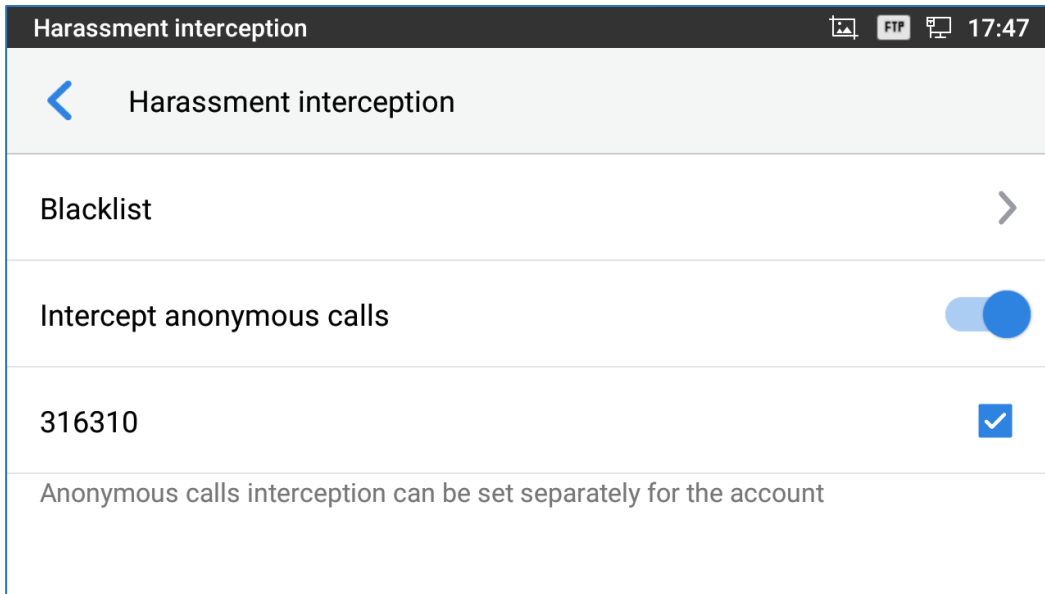 Harassment interception FTP 17:47
Harassment interception
Blacklist
Intercept anonymous calls
316310
Anonymous calls interception can be set separately for the account